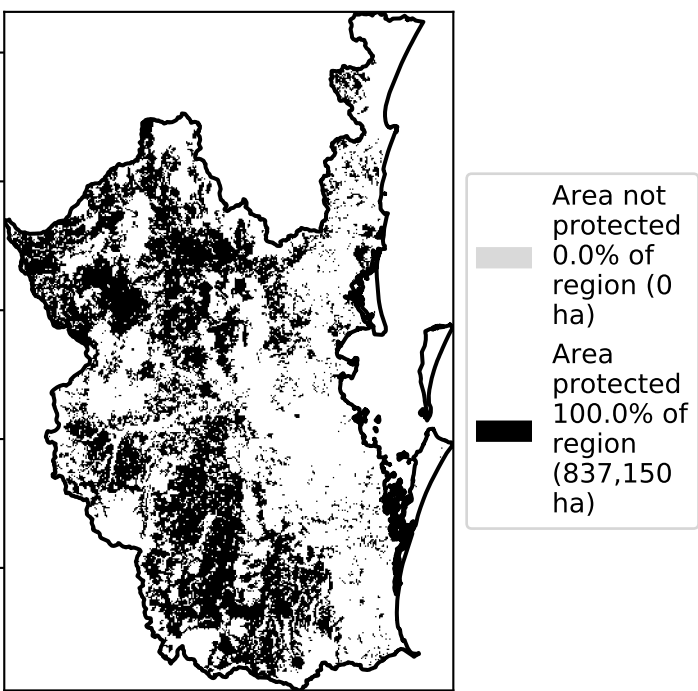 Area not
protected
0.0% of
region (0
ha)
Area
protected
100.0% of
region
(837,150
ha)